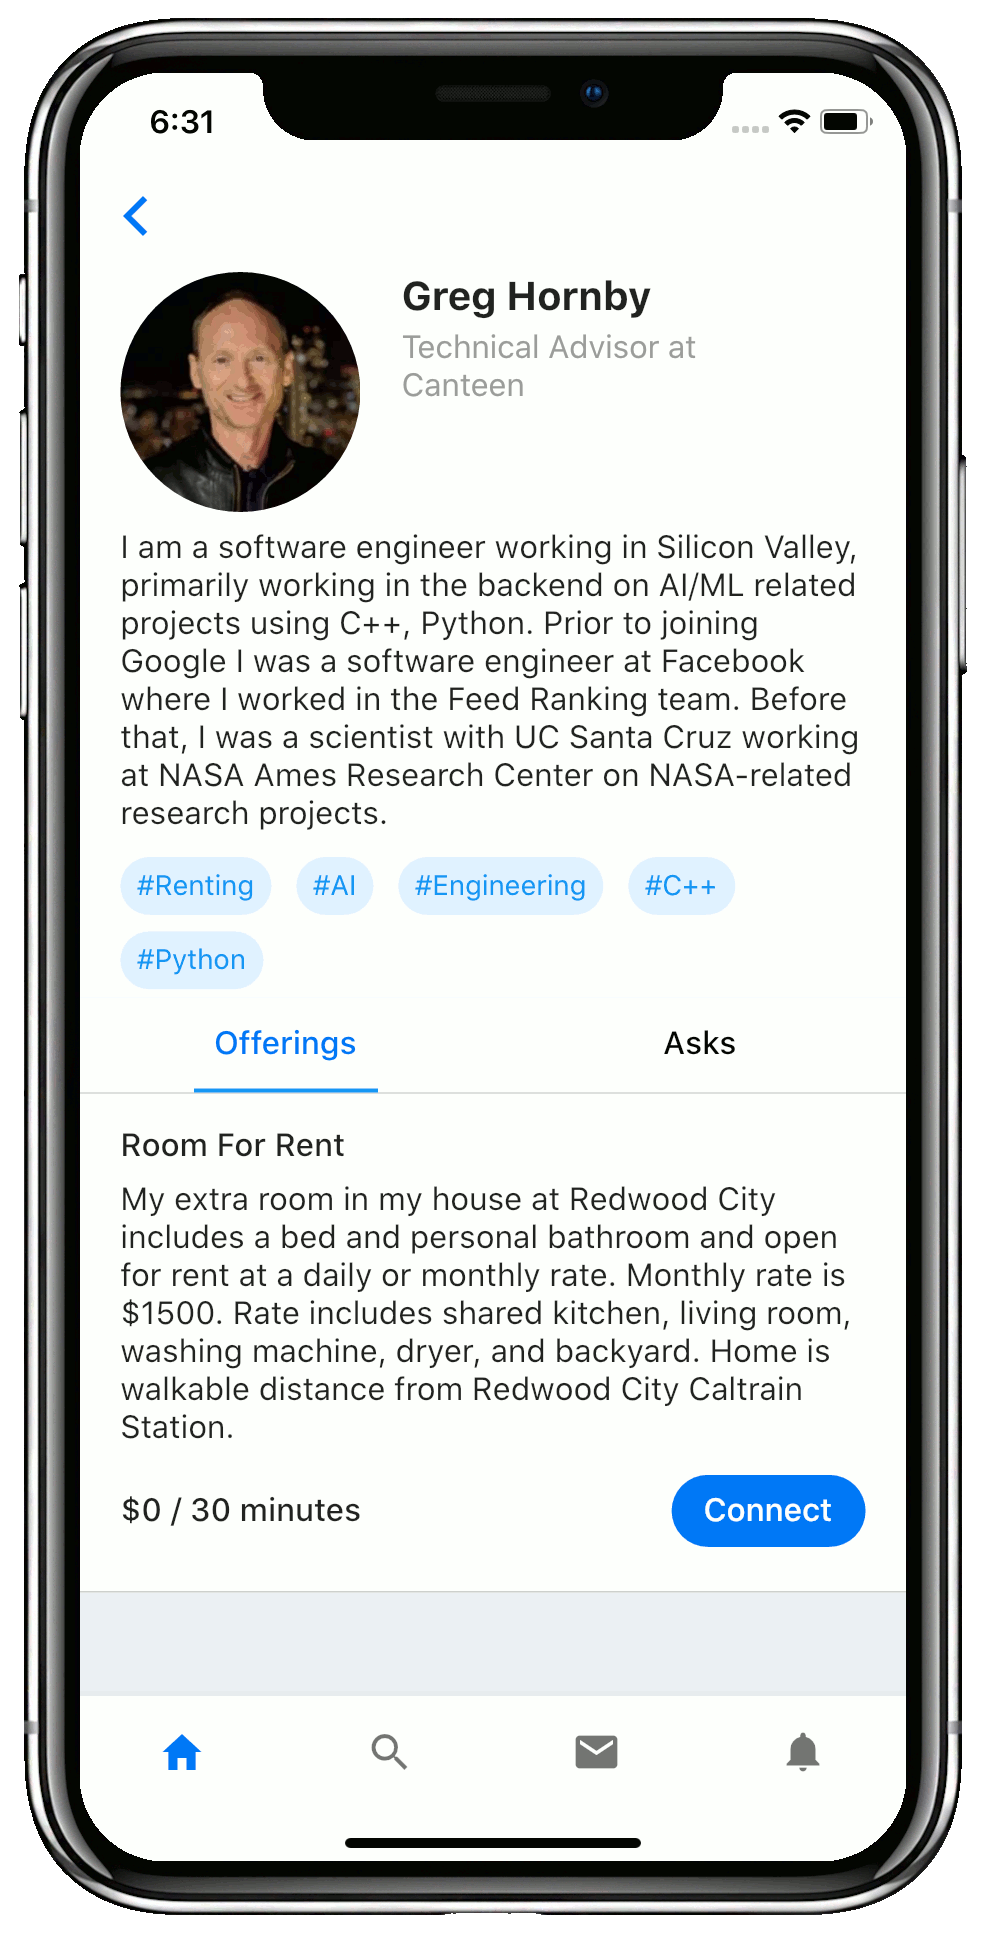 6:31
Greg Hornby
Technical Advisor at
Canteen
I am a software engineer working in Silicon Valley,
primarily working in the backend on AI/ML related
projects using C++, Python. Prior to joining
Google I was a software engineer at Facebook
where I worked in the Feed Ranking team. Before
that, I was a scientist with UC Santa Cruz working
at NASA Ames Research Center on NASA-related
research projects.
#Renting #AI #Engineering #C++
#Python
Offerings Asks
Room For Rent
My extra room in my house at Redwood City
includes a bed and personal bathroom and open
for rent at a daily or monthly rate. Monthly rate is
$1500. Rate includes shared kitchen, living room,
washing machine, dryer, and backyard. Home is
walkable distance from Redwood City Caltrain
Station.
$0 / 30 minutes Connect